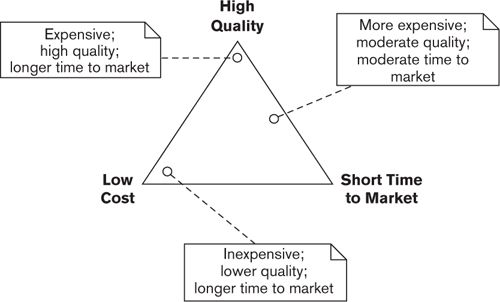 High
Quality
Expensive;
high quality;
longer time to market
More expensive;
moderate quality;
moderate time to
market
Low
Cost
Short Time
to Market
Inexpensive;
lower quality;
longer time to market